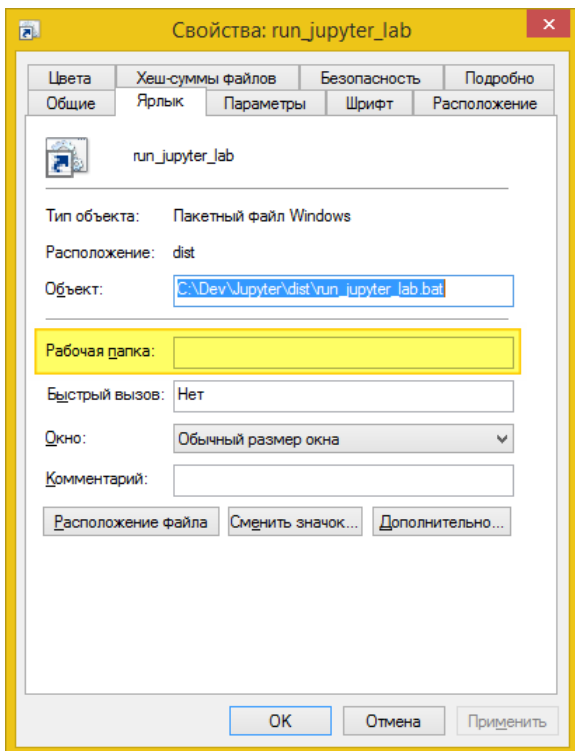 Свойства: run_jupyter_lab
Цвета Хеш-суммы файлов Безопасность Подробно
Общие Ярлык Параметры Шрифт Расположение
run_jupyter_lab
Тип объекта: Пакетный файл Windows
Расположение: dist
Объект: C:\Dev\Jupyter\dist\run_jupyter_lab.bat
Рабочая папка:
Быстрый вызов: Нет
Окно: Обычный размер окна
Комментарий:
Расположение файла Сменить значок... Дополнительно...
OK Отмена Применить